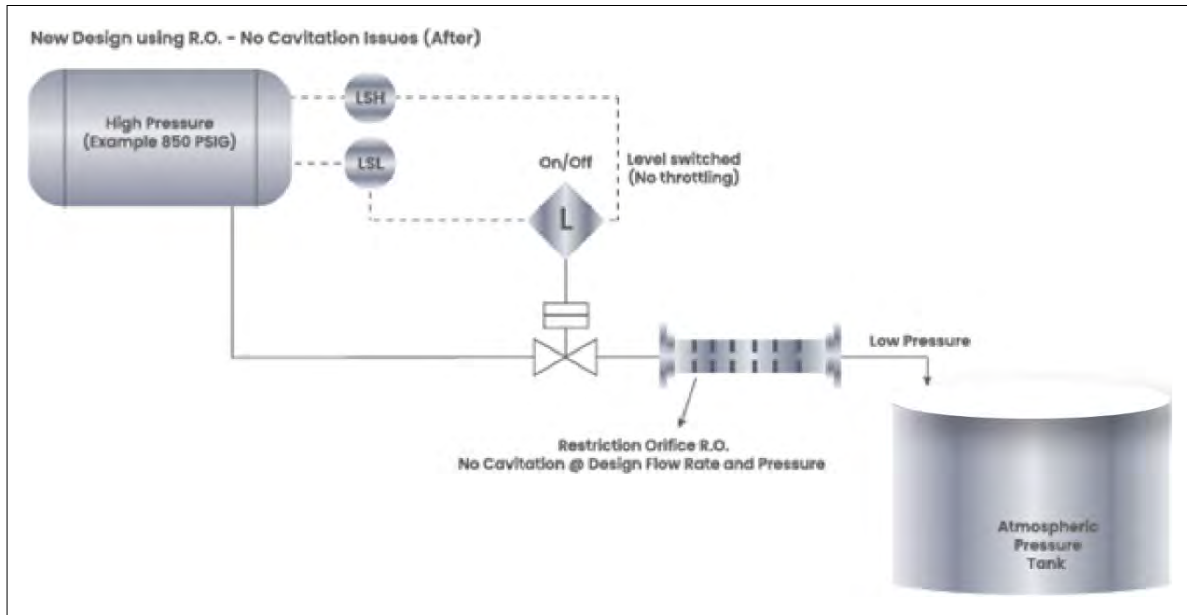 New Design using R.O. - No Cavitation Issues (After)
High Pressure
(Example 850 PSIG)
LSH
LSL
On/Off
Level switched
(No throttling)
L
Low Pressure
Restriction Orifice R.O.
No Cavitation @ Design Flow Rate and Pressure
Atmospheric
Pressure
Tank